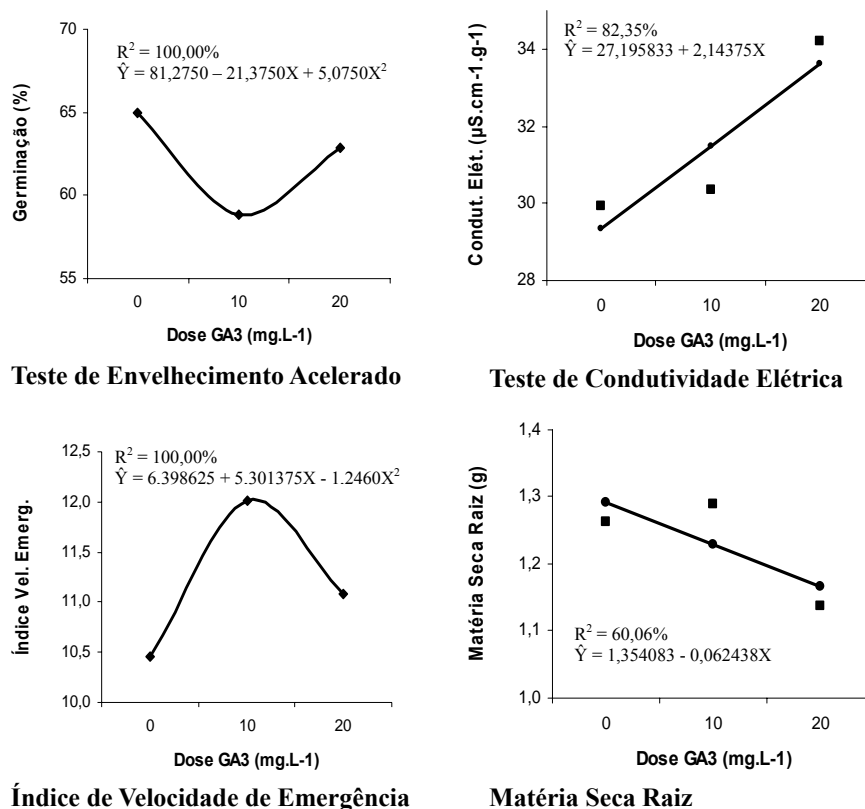 70
65
60
55
Germinação (%)
R² = 100,00%
Ŷ = 81,2750 – 21,3750X + 5,0750X²
0 10 20
Dose GA3 (mg.L-1)
Teste de Envelhecimento Acelerado
34
32
30
28
Condut. Elét. (µS.cm-1.g-1)
R² = 82,35%
Ŷ = 27,195833 + 2,14375X
0 10 20
Dose GA3 (mg.L-1)
Teste de Condutividade Elétrica
12,5
12,0
11,5
11,0
10,5
10,0
Índice Vel. Emerg.
R² = 100,00%
Ŷ = 6.398625 + 5.301375X - 1.2460X²
0 10 20
Dose GA3 (mg.L-1)
Índice de Velocidade de Emergência
1,4
1,3
1,2
1,1
1,0
Matéria Seca Raiz (g)
R² = 60,06%
Ŷ = 1,354083 - 0,062438X
0 10 20
Dose GA3 (mg.L-1)
Matéria Seca Raiz